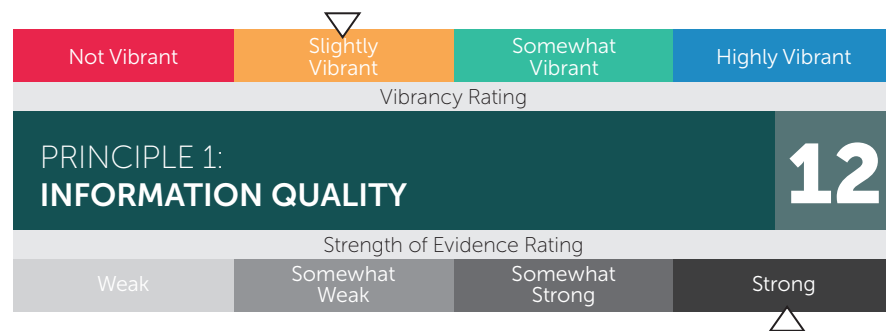 Not Vibrant
Slightly
Vibrant
Somewhat
Vibrant
Highly Vibrant
Vibrancy Rating
PRINCIPLE 1:
INFORMATION QUALITY
12
Strength of Evidence Rating
Weak
Somewhat
Weak
Somewhat
Strong
Strong